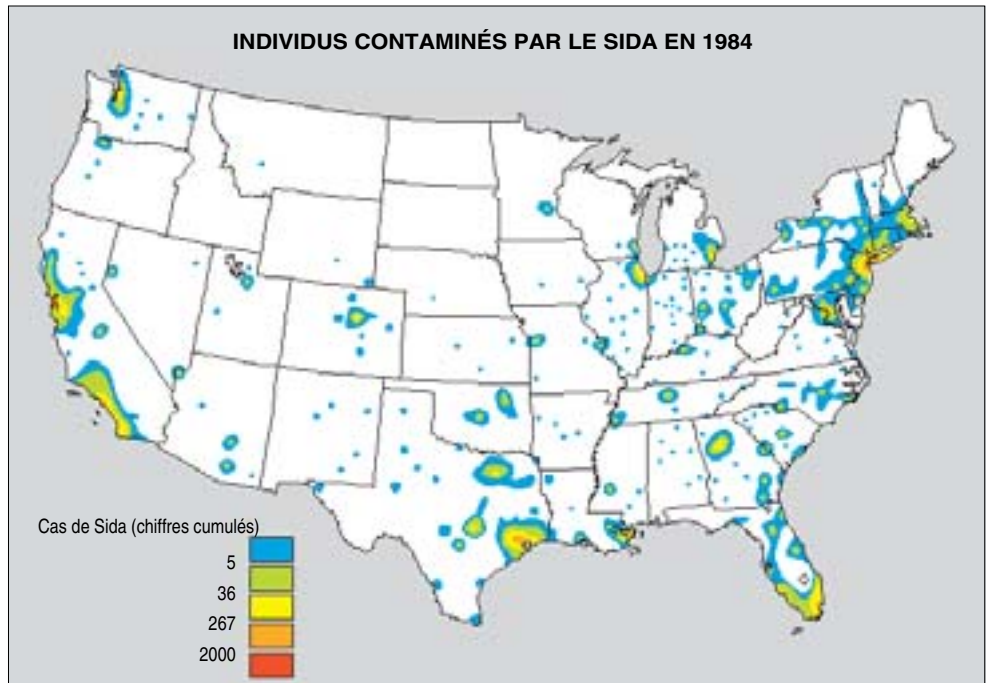 INDIVIDUS CONTAMINÉS PAR LE SIDA EN 1984
Cas de Sida (chiffres cumulés)
5
36
267
2000